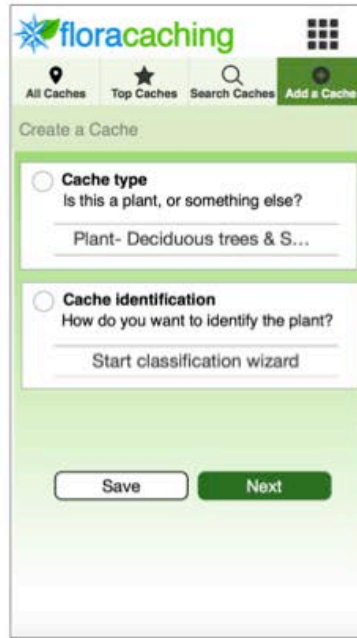 floracaching
All Caches Top Caches Search Caches Add a Cache
Create a Cache
Cache type
Is this a plant, or something else?
Plant- Deciduous trees & S...
Cache identification
How do you want to identify the plant?
Start classification wizard
Save Next